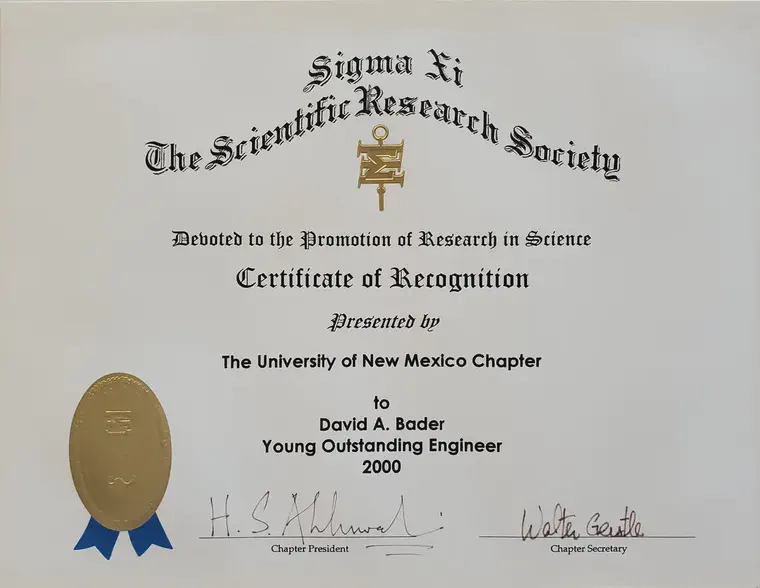 Sigma Xi
The Scientific Research Society
Devoted to the Promotion of Research in Science
Certificate of Recognition
Presented by
The University of New Mexico Chapter
to
David A. Bader
Young Outstanding Engineer
2000
H. S. Ahluwalia
Walter Gerstle
Chapter President
Chapter Secretary